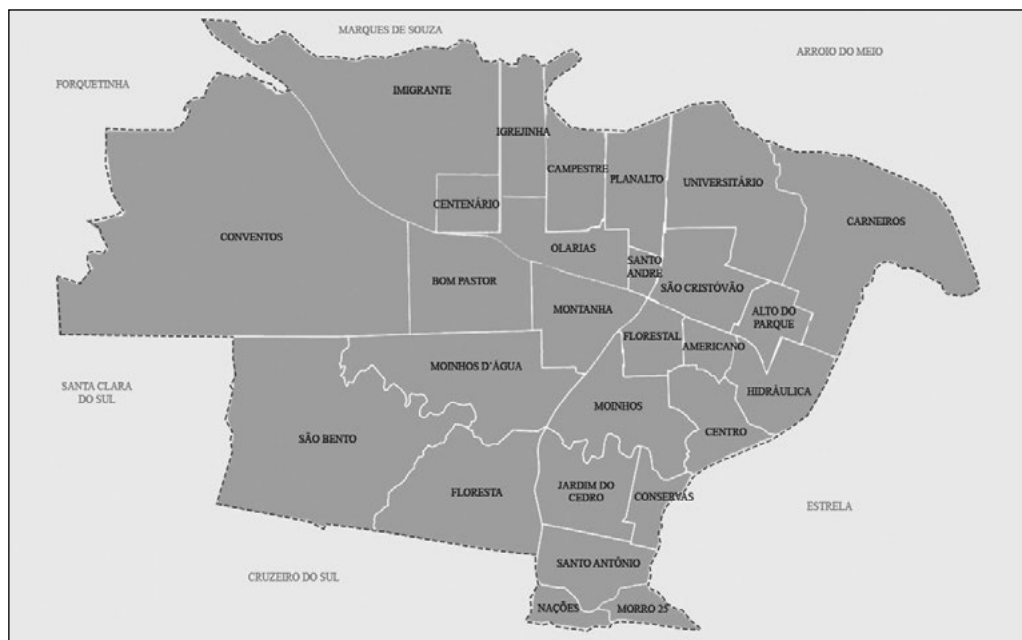 MARQUES DE SOUZA
ARROIO DO MEIO
FORQUETINHA
IMIGRANTE
IGREJINHA
CAMPESTRE
PLANALTO
UNIVERSITÁRIO
CENTENÁRIO
CARNEIROS
CONVENTOS
OLARIAS
SANTO
ANDRE
BOM PASTOR
SÃO CRISTÓVÃO
MONTANHA
ALTO DO
PARQUE
FLORESTAL
AMERICANO
MOINHOS D'ÁGUA
SANTA CLARA
DO SUL
HIDRÁULICA
MOINHOS
CENTRO
SÃO BENTO
FLORESTA
JARDIM DO
CEDRO
CONSERVÁS
ESTRELA
SANTO ANTÔNIO
CRUZEIRO DO SUL
NAÇÕES
MORRO 25